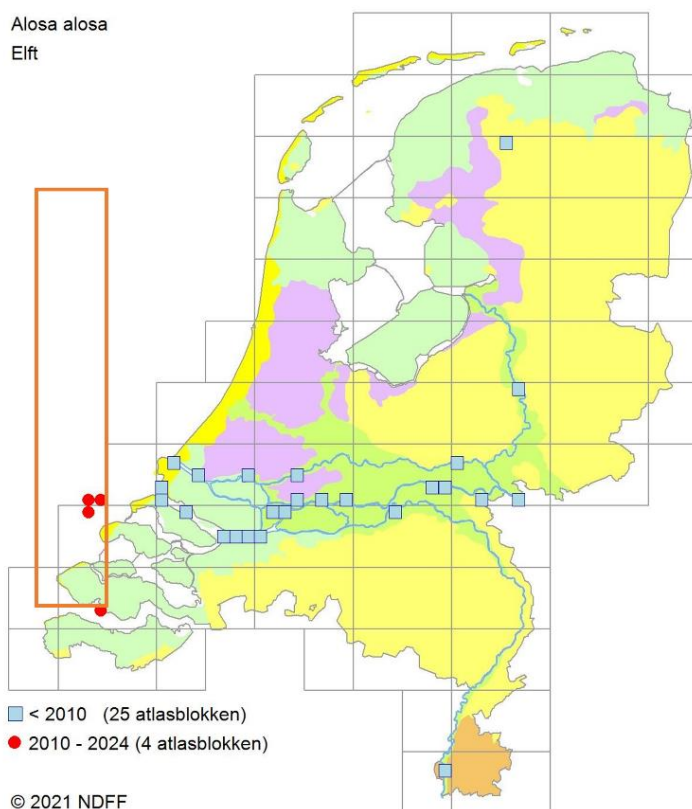 Alosa alosa
Elft
< 2010 (25 atlasblokken)
2010 - 2024 (4 atlasblokken)
© 2021 NDFF